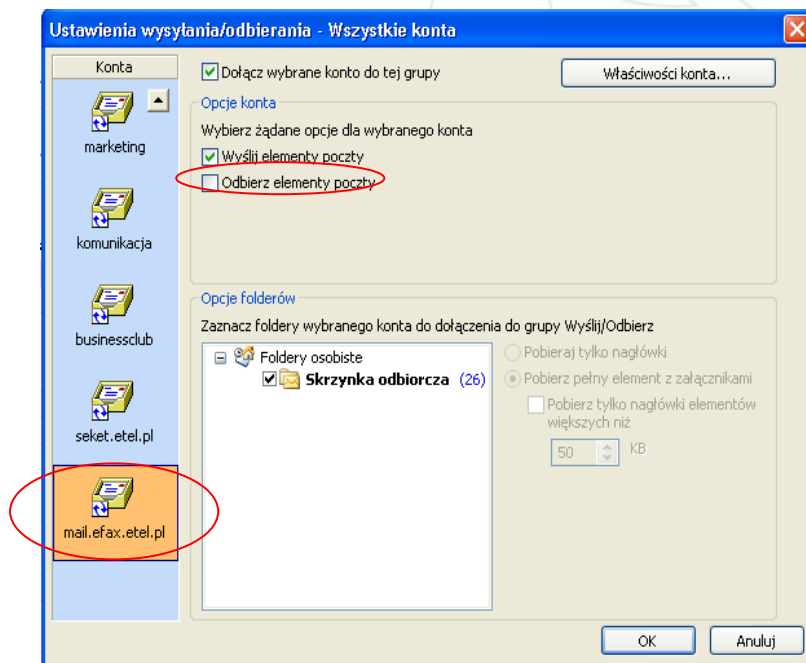 Ustawienia wysyłania/odbierania - Wszystkie konta
Konta
marketing
komunikacja
businessclub
seket.etel.pl
mail.efax.etel.pl
Dołącz wybrane konto do tej grupy
Właściwości konta...
Opcje konta
Wybierz żądane opcje dla wybranego konta
Wyślij elementy poczty
Odbierz elementy poczty
Opcje folderów
Zaznacz foldery wybranego konta do dołączenia do grupy Wyślij/Odbierz
Foldery osobiste
Skrzynka odbiorcza (26)
Pobieraj tylko nagłówki
Pobierz pełny element z załącznikami
Pobierz tylko nagłówki elementów
większych niż
50 KB
OK
Anuluj